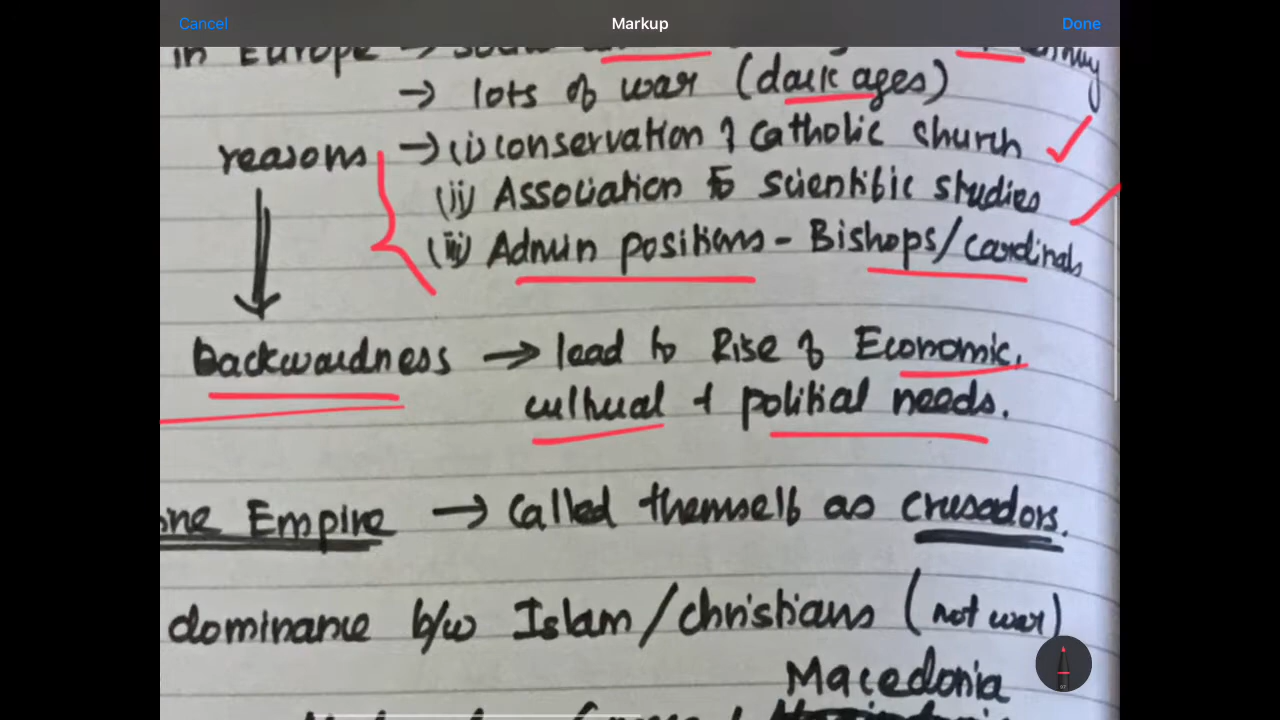 Cancel Markup Done
in Europe →
→ lots of war (dark ages)
reasons → (i) conservation of Catholic church
(ii) Association to scientific studies
(iii) Admin positions - Bishops/cardinals
Backwardness → lead to Rise of Economic,
cultural + political needs.
ne Empire → called themself as crusadors.
dominance b/w Islam/christians (not war)
Macedonia